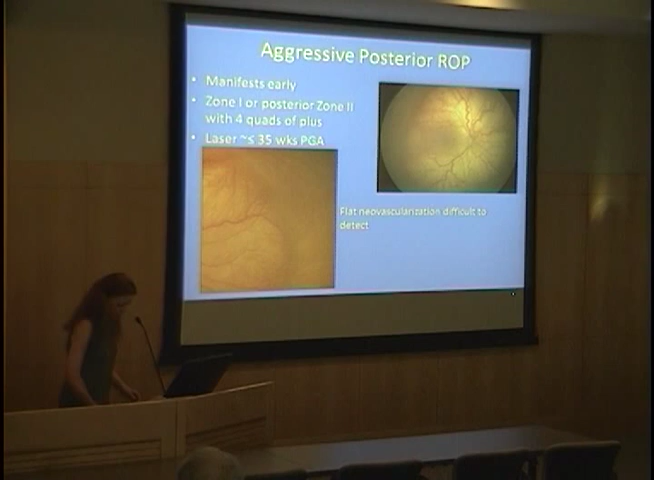 Aggressive Posterior ROP
• Manifests early
• Zone I or posterior Zone II
with 4 quads of plus
• Laser ~≤ 35 wks PGA
Flat neovascularization difficult to
detect